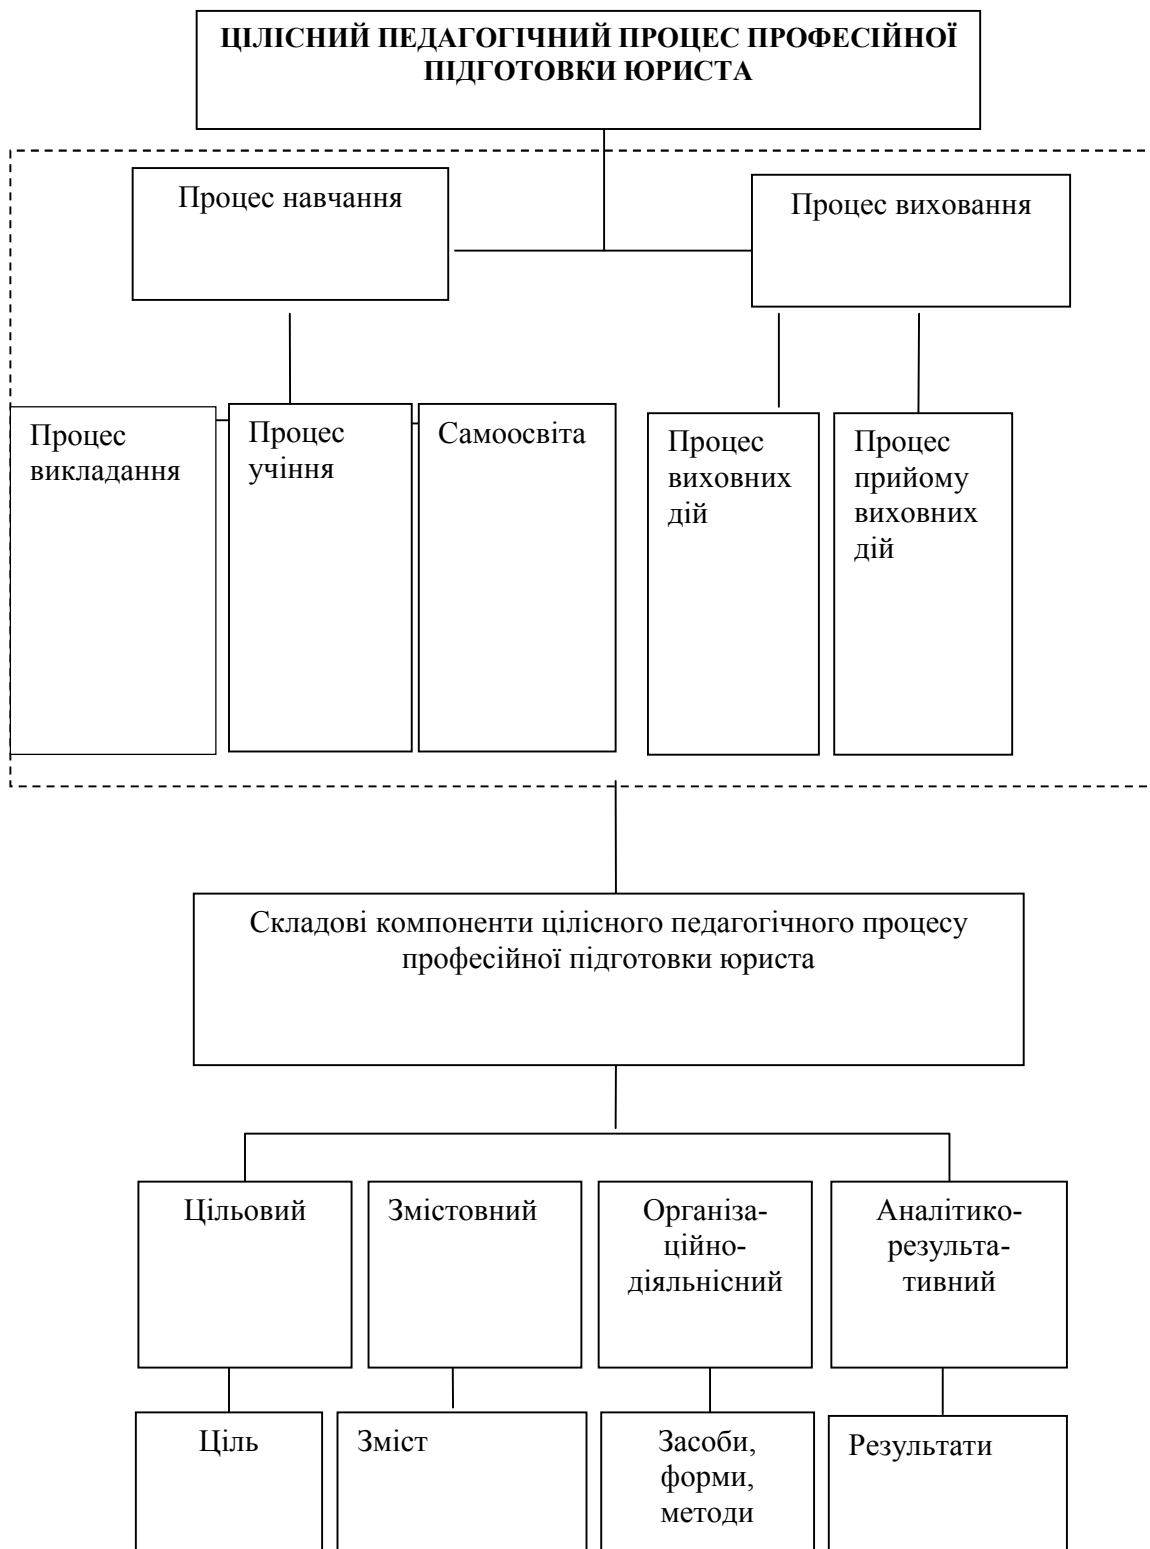 ЦІЛІСНИЙ ПЕДАГОГІЧНИЙ ПРОЦЕС ПРОФЕСІЙНОЇ
ПІДГОТОВКИ ЮРИСТА
Процес навчання
Процес виховання
Процес
викладання
Процес
учіння
Самоосвіта
Процес
виховних
дій
Процес
прийому
виховних
дій
Складові компоненти цілісного педагогічного процесу
професійної підготовки юриста
Цільовий
Змістовний
Організа-
ційно-
діяльнісний
Аналітико-
результа-
тивний
Ціль
Зміст
Засоби,
форми,
методи
Результати